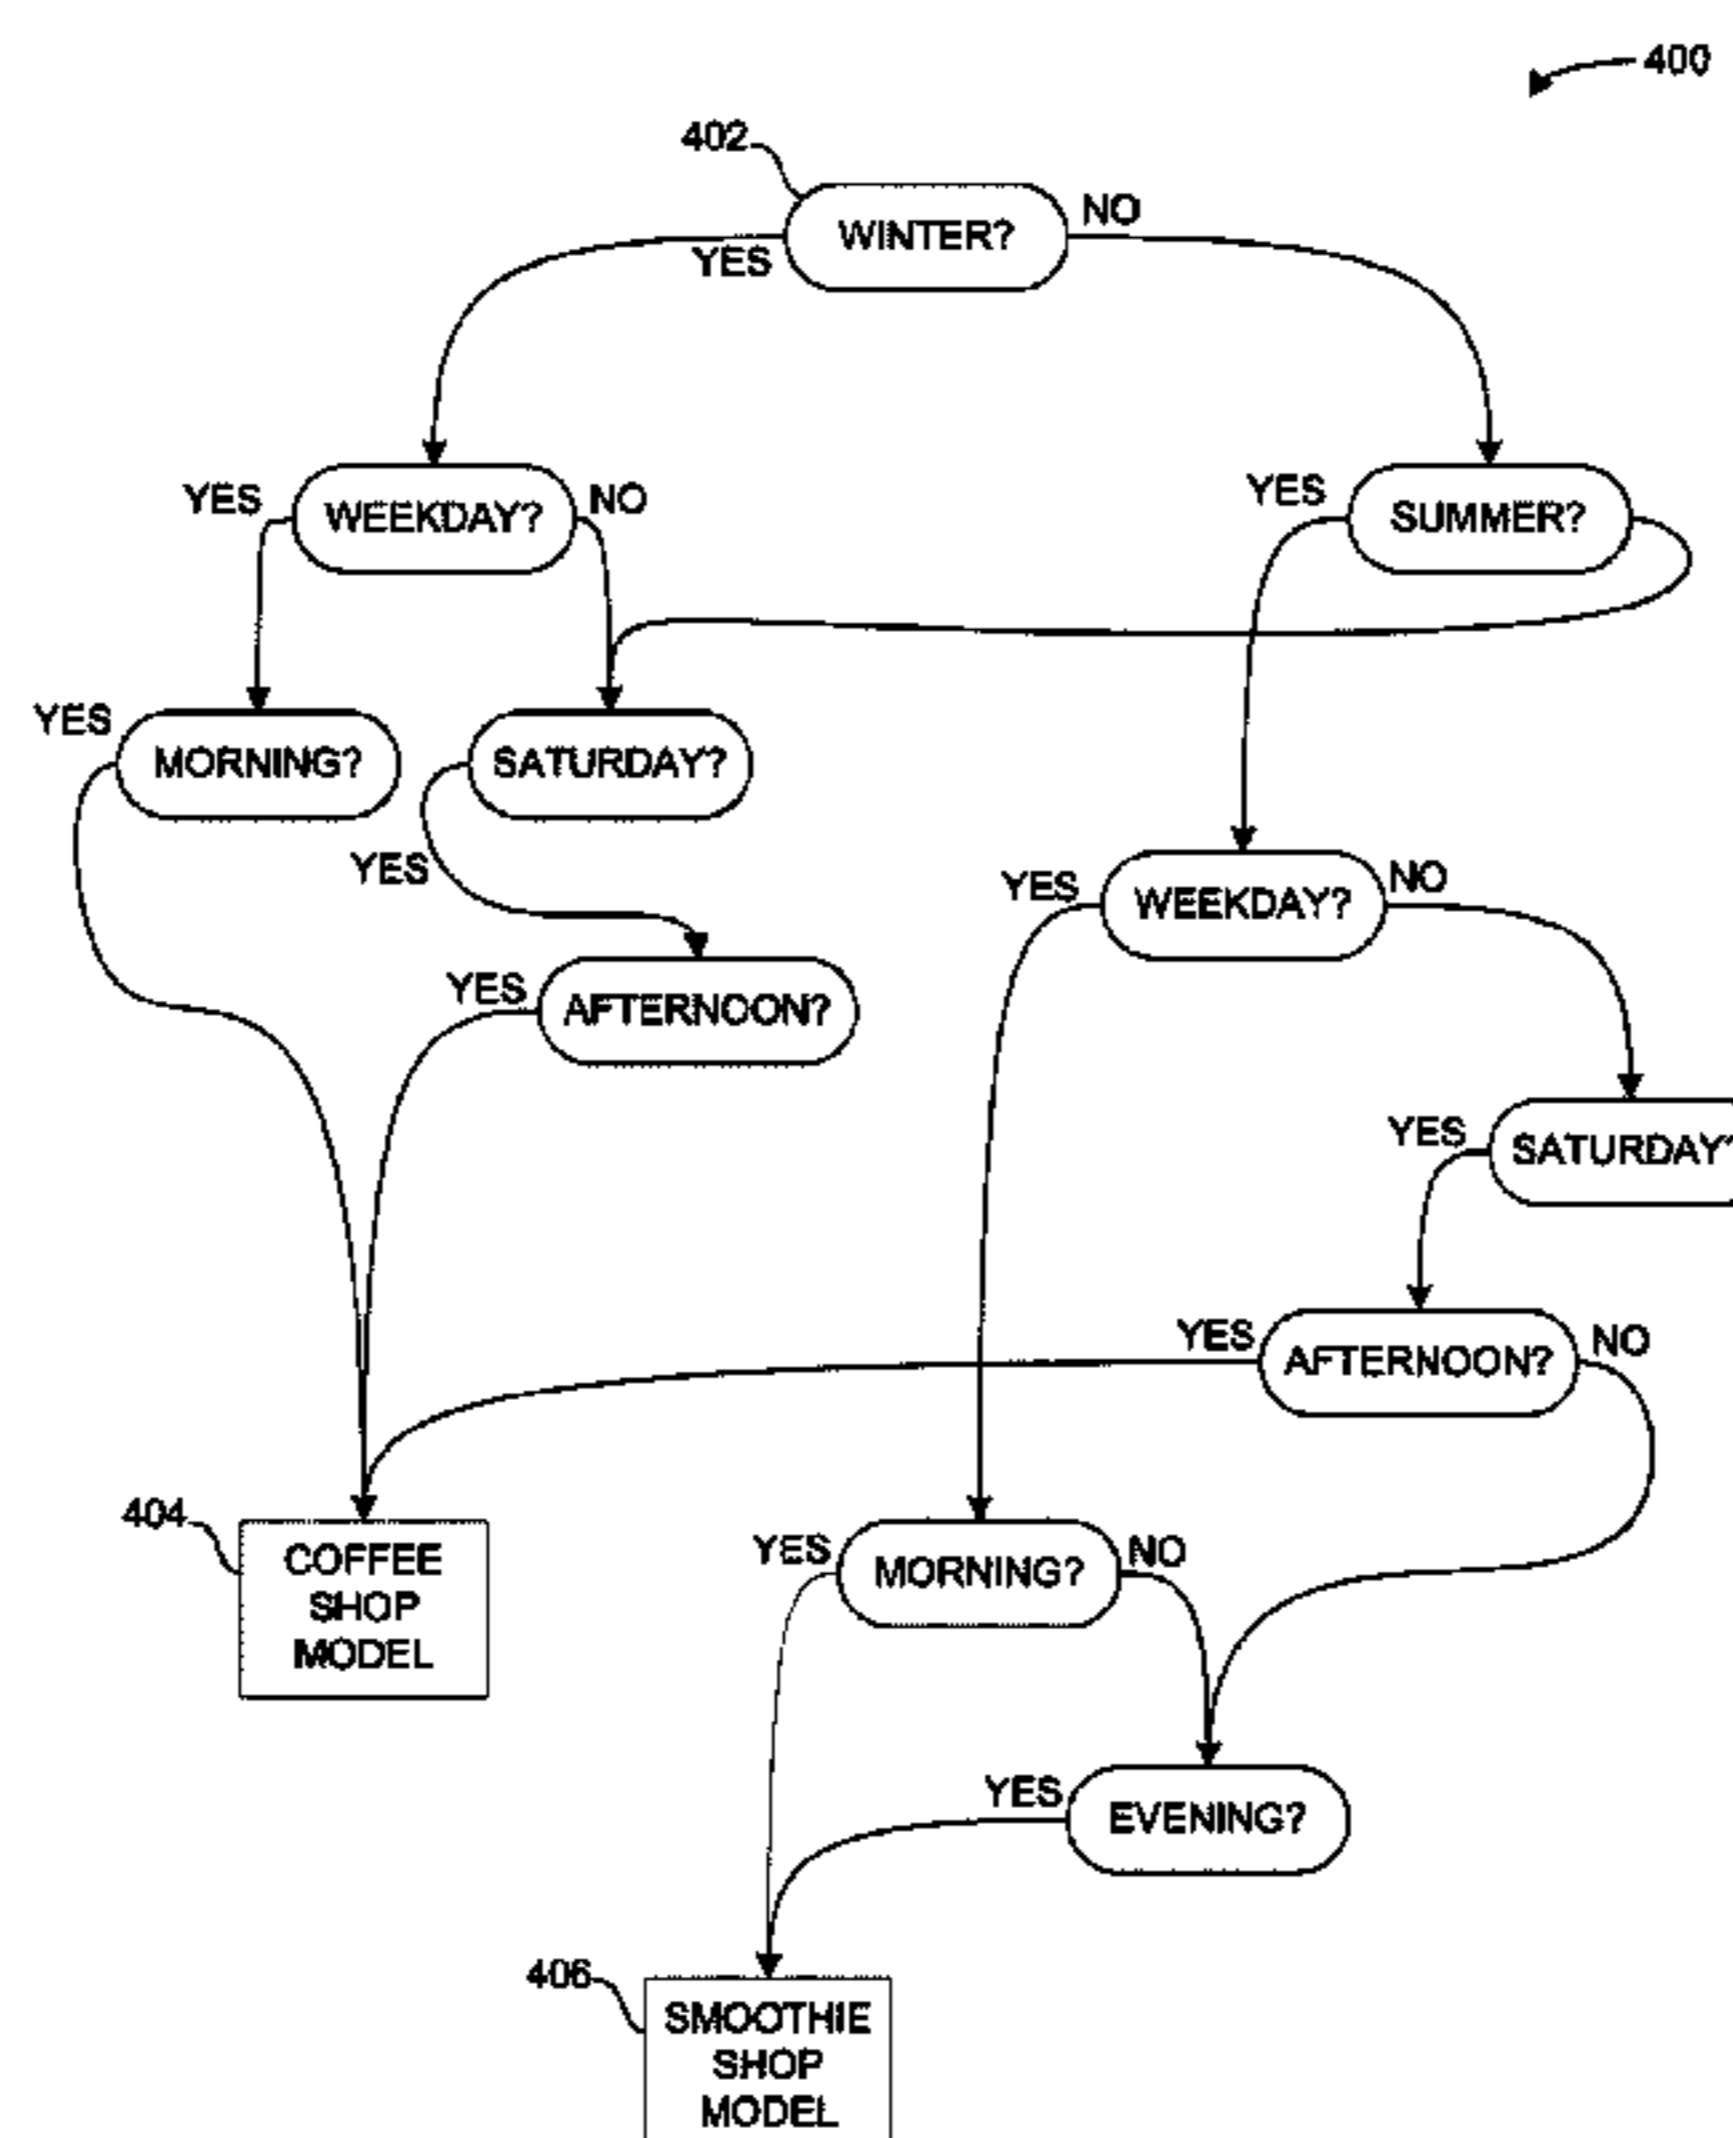 400
402
WINTER?
NO
YES
YES
WEEKDAY?
NO
YES
SUMMER?
YES
MORNING?
SATURDAY?
YES
YES
WEEKDAY?
NO
YES
AFTERNOON?
YES
SATURDAY?
YES
AFTERNOON?
NO
404
COFFEE
SHOP
MODEL
YES
MORNING?
NO
YES
EVENING?
406
SMOOTHIE
SHOP
MODEL